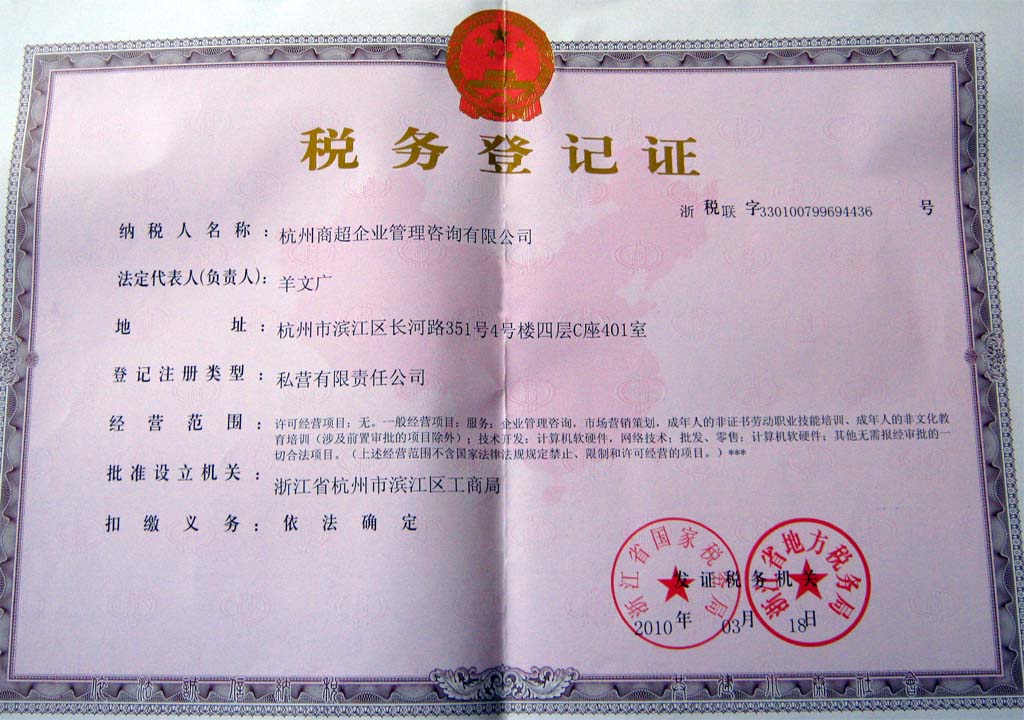 税务登记证
浙 税联 字330100799694436 号
纳税人名称：杭州商超企业管理咨询有限公司
法定代表人(负责人)：羊文广
地 址：杭州市滨江区长河路351号4号楼四层C座401室
登记注册类型：私营有限责任公司
经营范围：许可经营项目：无。一般经营项目：服务：企业管理咨询、市场营销策划，成年人的非证书劳动职业技能培训、成年人的非文化教
育培训（涉及前置审批的项目除外）；技术开发：计算机软硬件，网络技术；批发、零售：计算机软硬件；其他无需报经审批的一
切合法项目。（上述经营范围不含国家法律法规规定禁止、限制和许可经营的项目。）***
批准设立机关：浙江省杭州市滨江区工商局
扣缴义务：依法确定
浙江省国家税务局
浙江省地方税务局
发证税务机关
2010年 03月 18日
依法诚信纳税